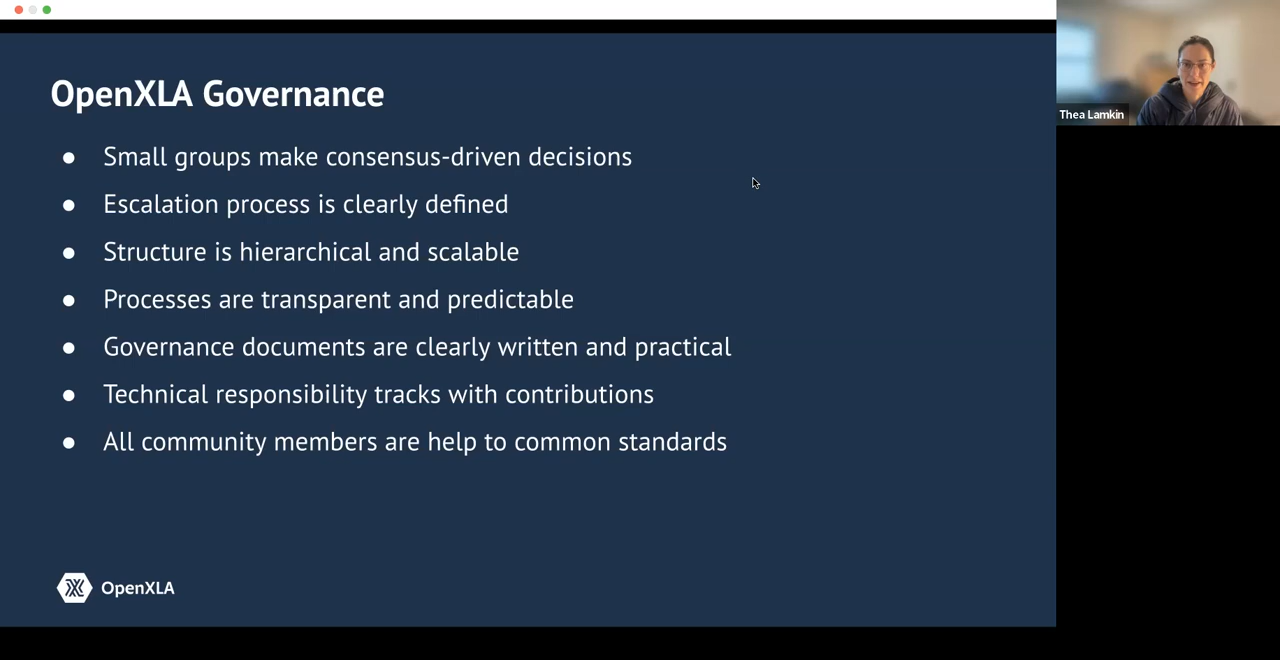 OpenXLA Governance
● Small groups make consensus-driven decisions
● Escalation process is clearly defined
● Structure is hierarchical and scalable
● Processes are transparent and predictable
● Governance documents are clearly written and practical
● Technical responsibility tracks with contributions
● All community members are help to common standards
OpenXLA
Thea Lamkin